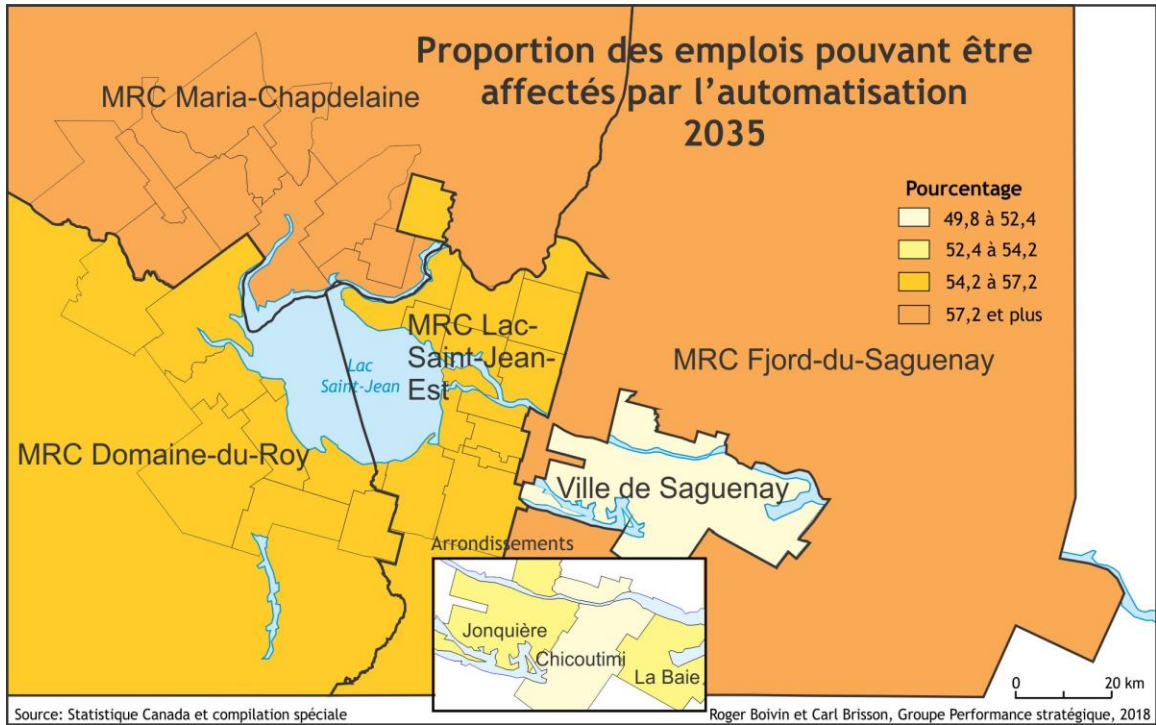 Proportion des emplois pouvant être
affectés par l'automatisation
2035
MRC Maria-Chapdelaine
Pourcentage
49,8 à 52,4
52,4 à 54,2
54,2 à 57,2
57,2 et plus
MRC Lac-
Saint-Jean-
Est
MRC Fjord-du-Saguenay
Lac
Saint-Jean
MRC Domaine-du-Roy
Ville de Saguenay
Arrondissements
Jonquière
Chicoutimi
La Baie
0 20 km
Source: Statistique Canada et compilation spéciale
Roger Boivin et Carl Brisson, Groupe Performance stratégique, 2018